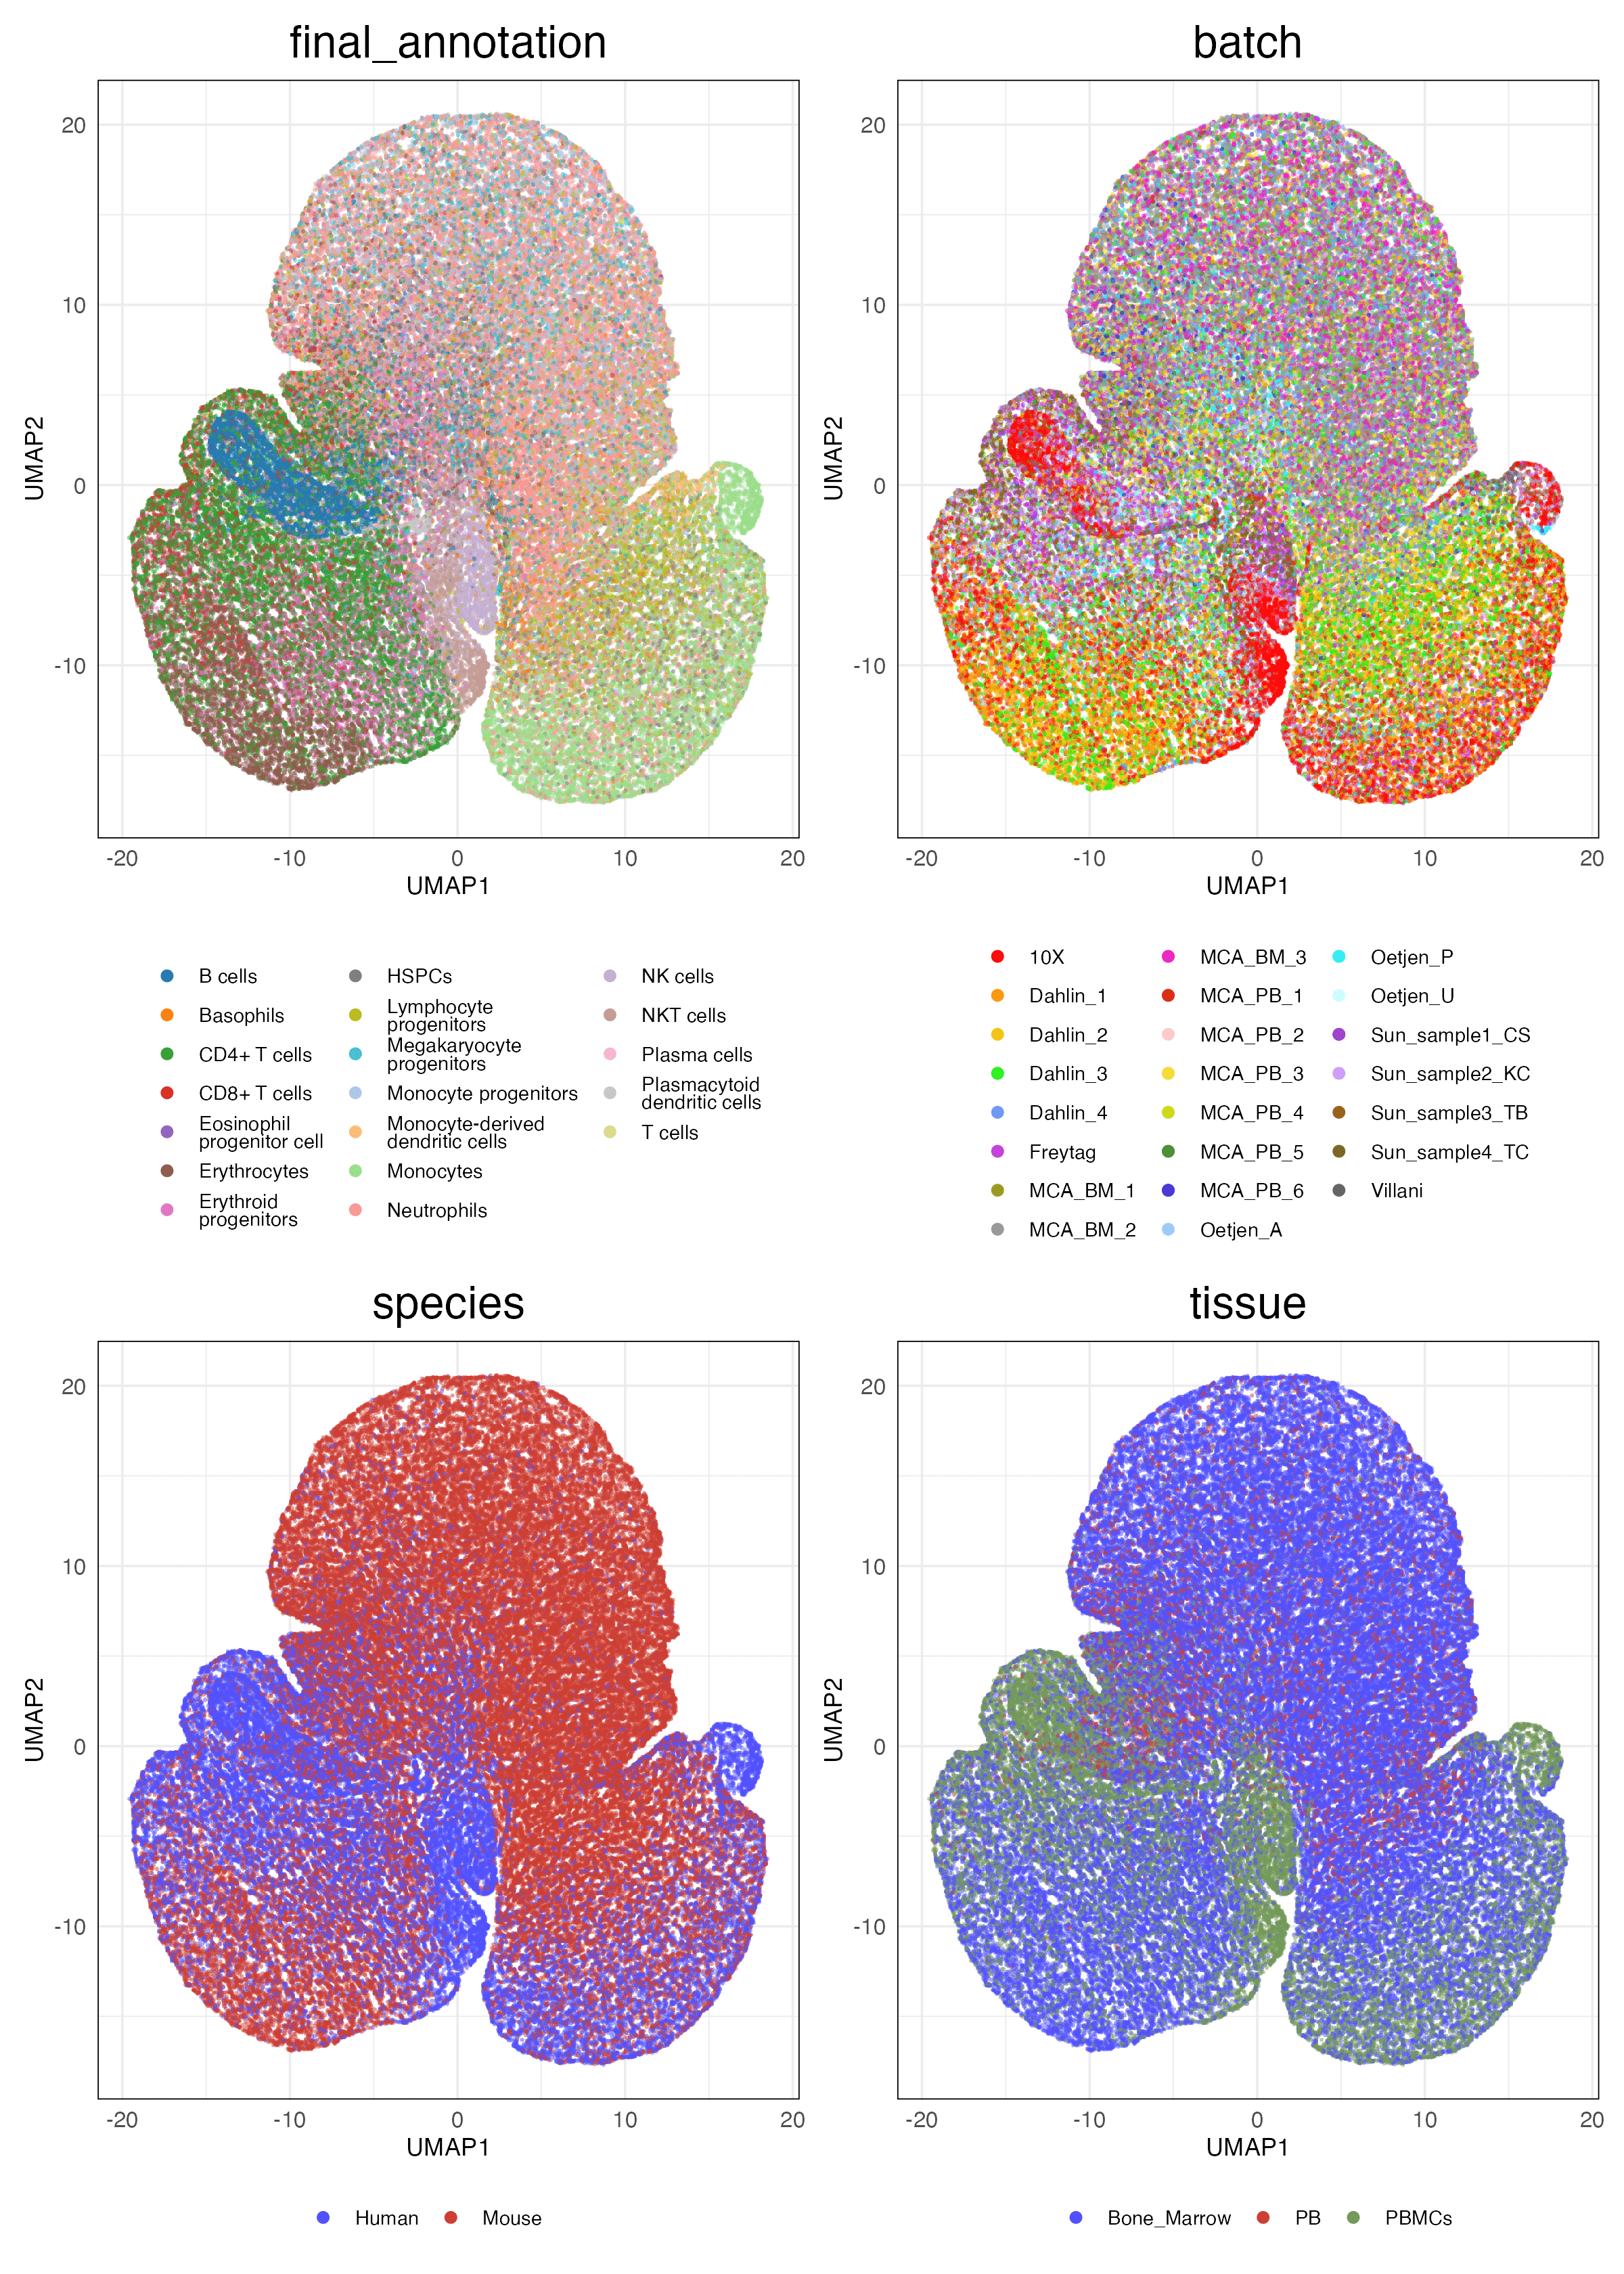 final_annotation
batch
20
10
0
-10
UMAP2
-20
-10
0
10
20
UMAP1
20
10
0
-10
UMAP2
-20
-10
0
10
20
UMAP1
B cells
Basophils
CD4+ T cells
CD8+ T cells
Eosinophil
progenitor cell
Erythrocytes
Erythroid
progenitors
HSPCs
Lymphocyte
progenitors
Megakaryocyte
progenitors
Monocyte progenitors
Monocyte-derived
dendritic cells
Monocytes
Neutrophils
NK cells
NKT cells
Plasma cells
Plasmacytoid
dendritic cells
T cells
10X
Dahlin_1
Dahlin_2
Dahlin_3
Dahlin_4
Freytag
MCA_BM_1
MCA_BM_2
MCA_BM_3
MCA_PB_1
MCA_PB_2
MCA_PB_3
MCA_PB_4
MCA_PB_5
MCA_PB_6
Oetjen_A
Oetjen_P
Oetjen_U
Sun_sample1_CS
Sun_sample2_KC
Sun_sample3_TB
Sun_sample4_TC
Villani
species
tissue
20
10
0
-10
UMAP2
-20
-10
0
10
20
UMAP1
20
10
0
-10
UMAP2
-20
-10
0
10
20
UMAP1
Human
Mouse
Bone_Marrow
PB
PBMCs